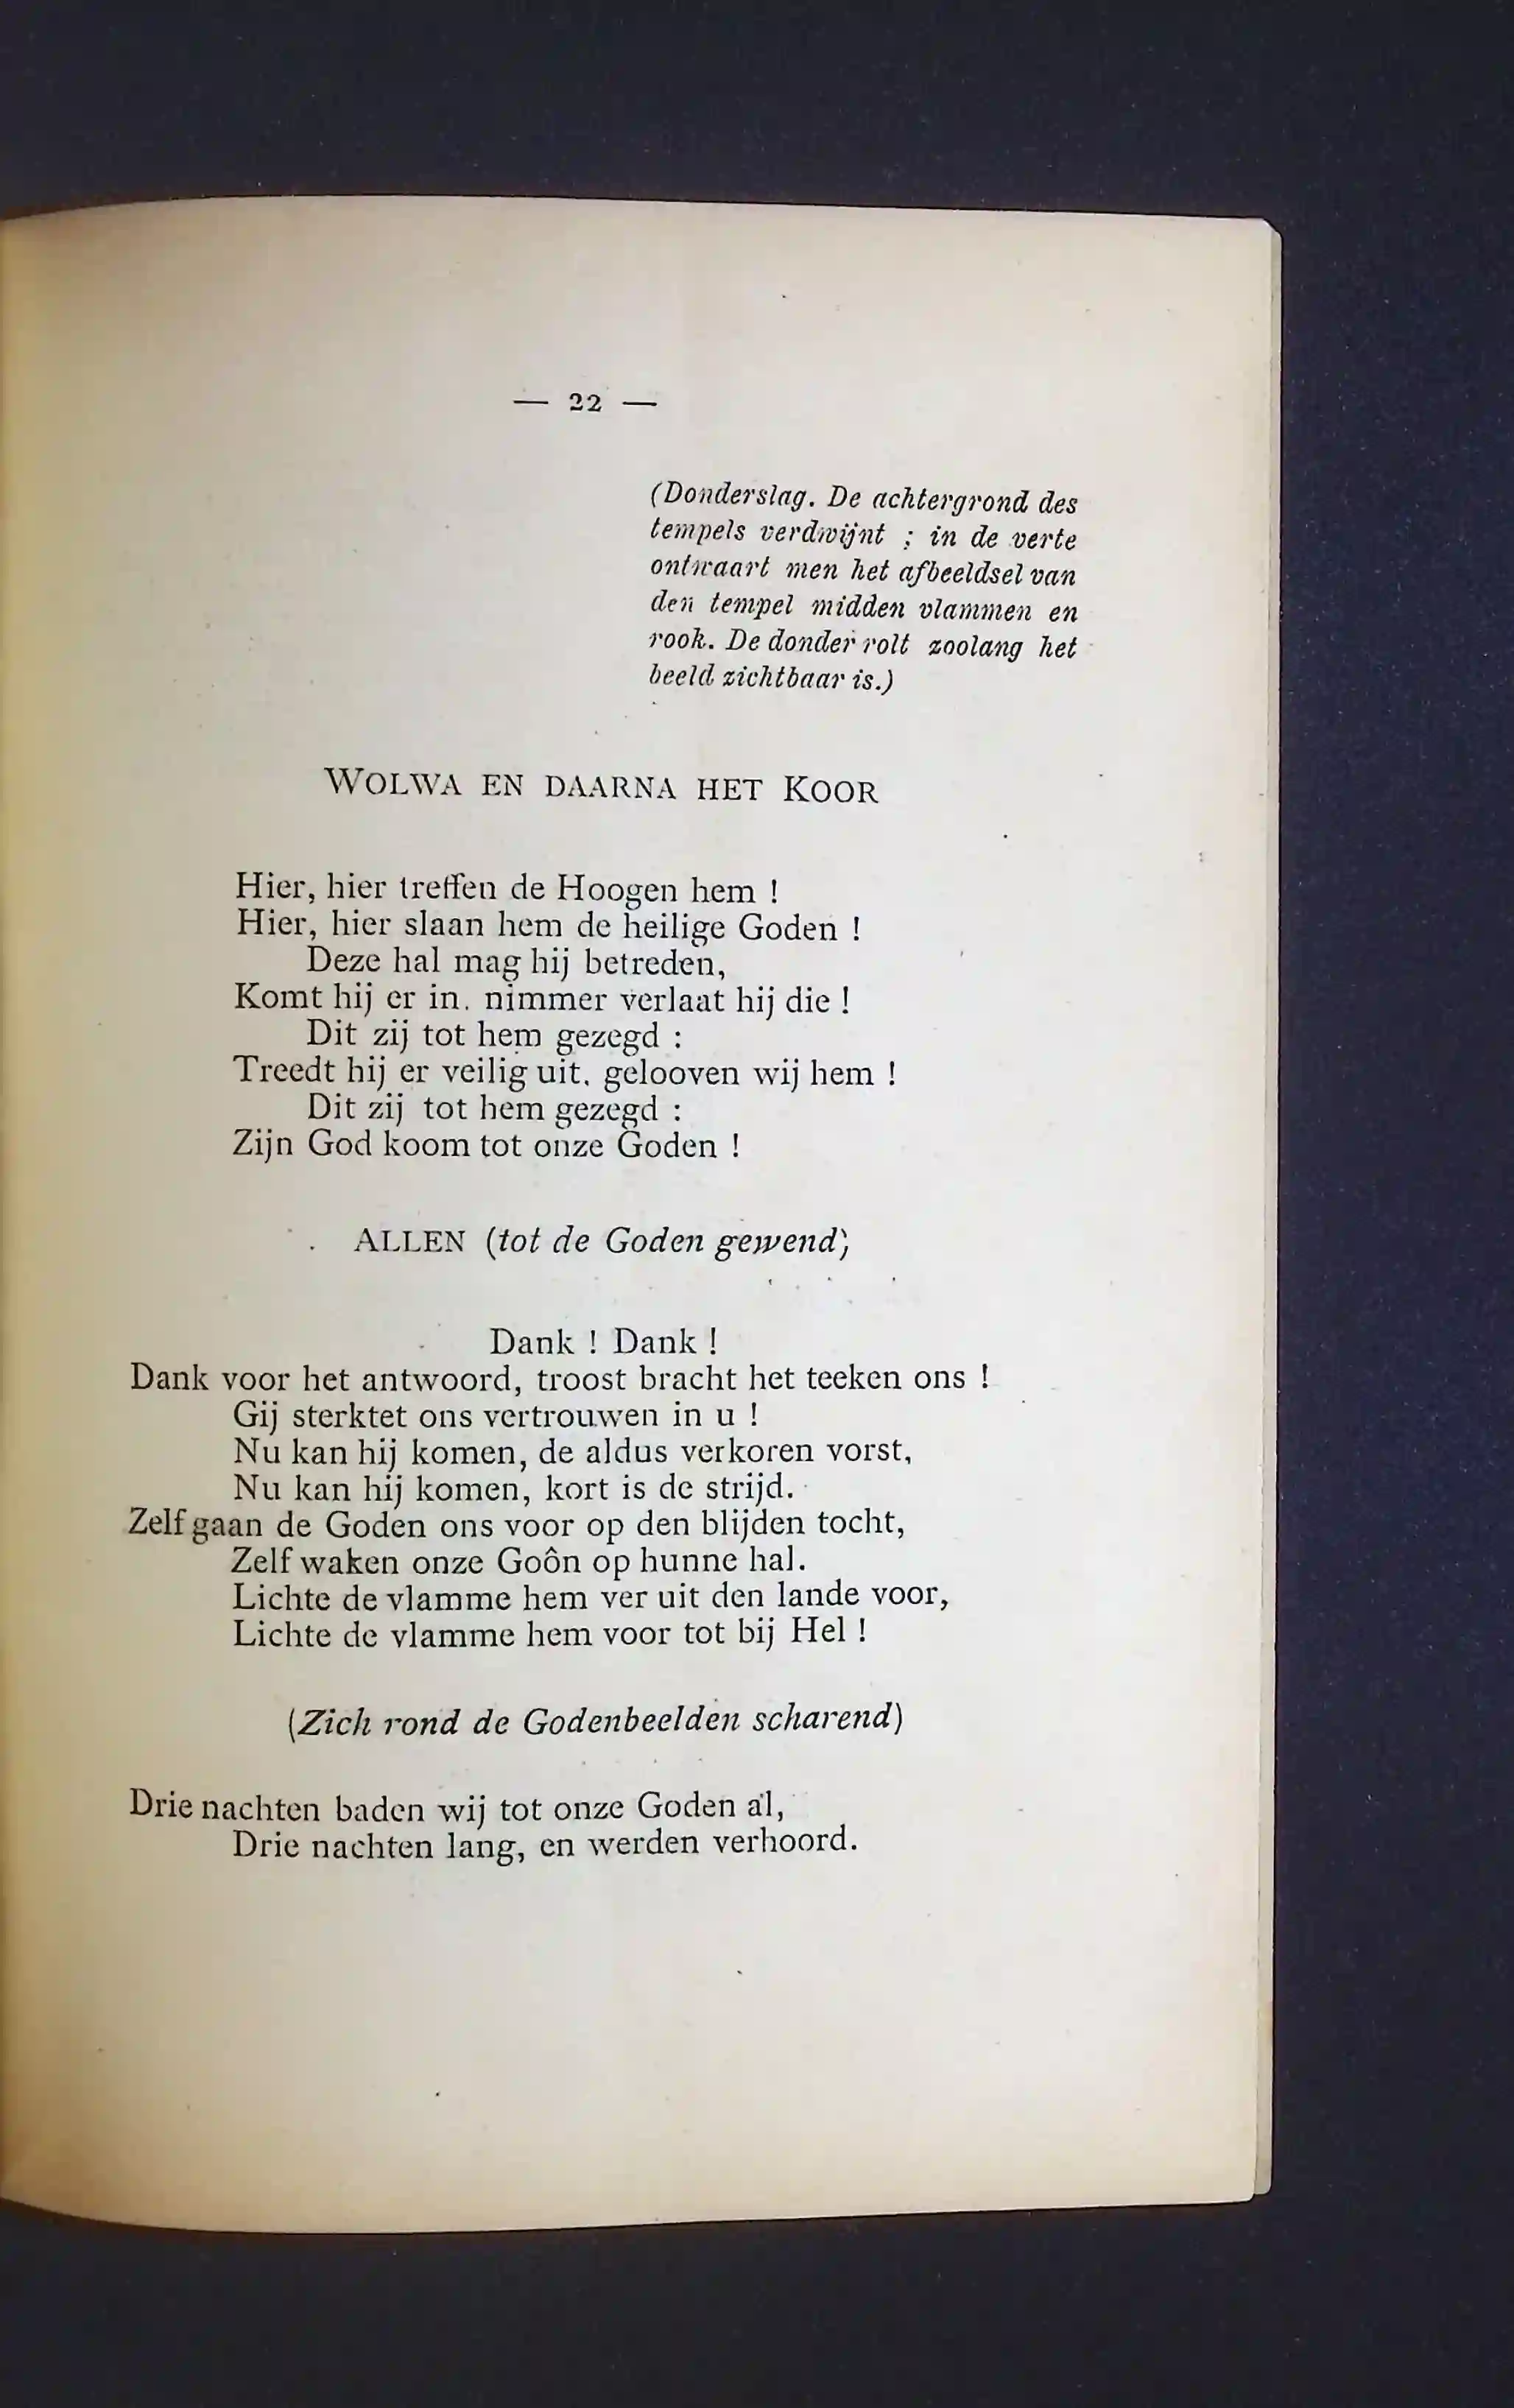 — 22 —
(Donderslag. De achtergrond des
tempels verdwijnt ; in de verte
ontwaart men het afbeeldsel van
den tempel midden vlammen en
rook. De donder rolt zoolang het
beeld zichtbaar is.)
WOLWA EN DAARNA HET KOOR
Hier, hier treffen de Hoogen hem !
Hier, hier slaan hem de heilige Goden !
Deze hal mag hij betreden,
Komt hij er in, nimmer verlaat hij die !
Dit zij tot hem gezegd :
Treedt hij er veilig uit, gelooven wij hem !
Dit zij tot hem gezegd :
Zijn God koom tot onze Goden !
ALLEN (tot de Goden gewend)
Dank ! Dank !
Dank voor het antwoord, troost bracht het teeken ons !
Gij sterktet ons vertrouwen in u !
Nu kan hij komen, de aldus verkoren vorst,
Nu kan hij komen, kort is de strijd.
Zelf gaan de Goden ons voor op den blijden tocht,
Zelf waken onze Goôn op hunne hal.
Lichte de vlamme hem ver uit den lande voor,
Lichte de vlamme hem voor tot bij Hel !
(Zich rond de Godenbeelden scharend)
Drie nachten baden wij tot onze Goden al,
Drie nachten lang, en werden verhoord.